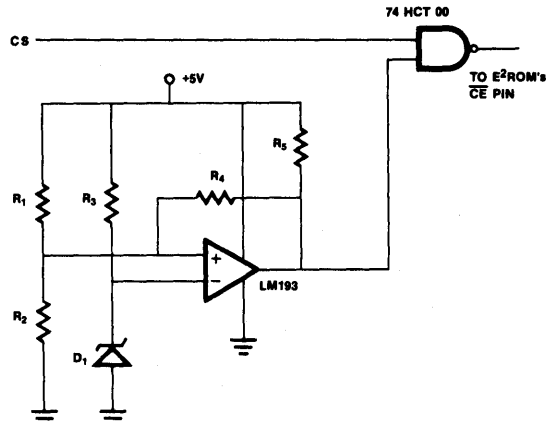 74 HCT 00
CS
TO E²ROM's
CE PIN
+5V
R₅
R₄
R₁
R₃
+
−
LM193
R₂
D₁